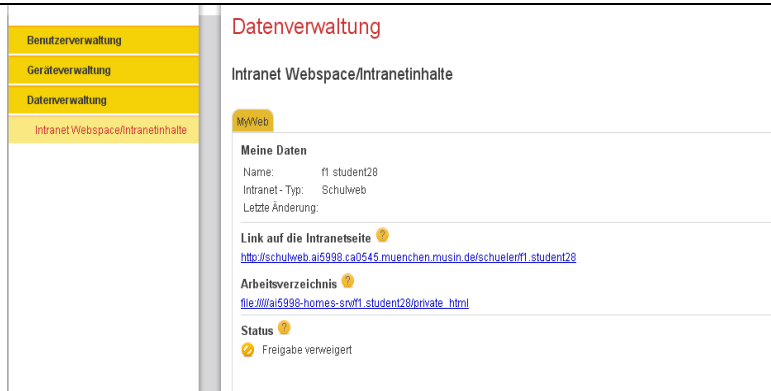 Benutzerverwaltung
Geräteverwaltung
Datenverwaltung
Intranet Webspace/Intranetinhalte
Datenverwaltung
Intranet Webspace/Intranetinhalte
MyWeb
Meine Daten
Name: f1 student28
Intranet - Typ: Schulweb
Letzte Änderung:
Link auf die Intranetseite ?
http://schulweb.ai5998.ca0545.muenchen.musin.de/schueler/f1.student28
Arbeitsverzeichnis ?
file://///ai5998-homes-srv/f1.student28/private_html
Status ?
Freigabe verweigert